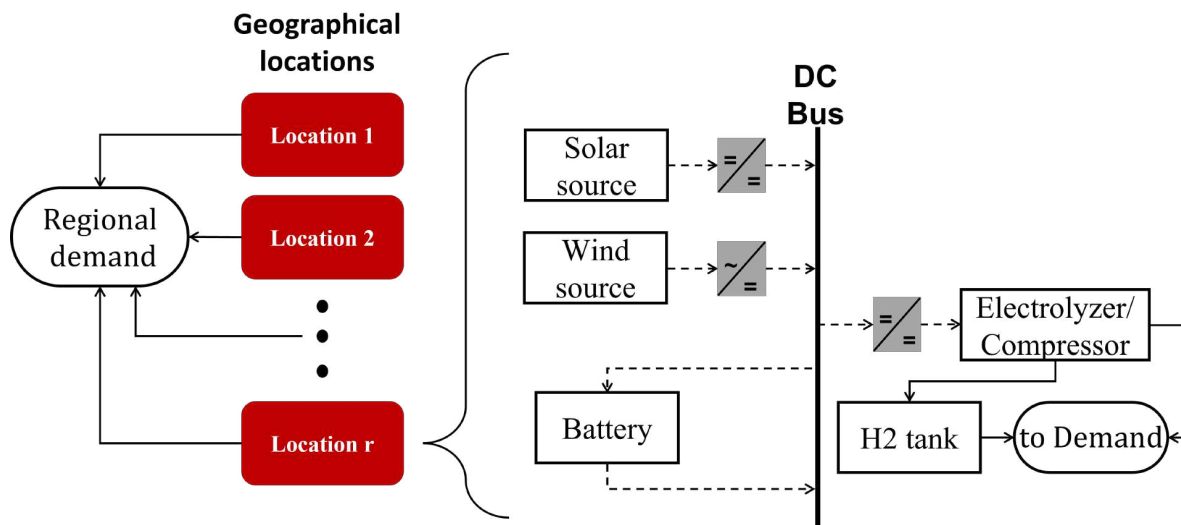 Geographical
locations
Location 1
Regional
demand
Location 2
Location r
DC
Bus
Solar
source
=
=
Wind
source
~
=
Battery
=
=
Electrolyzer/
Compressor
H2 tank
to Demand